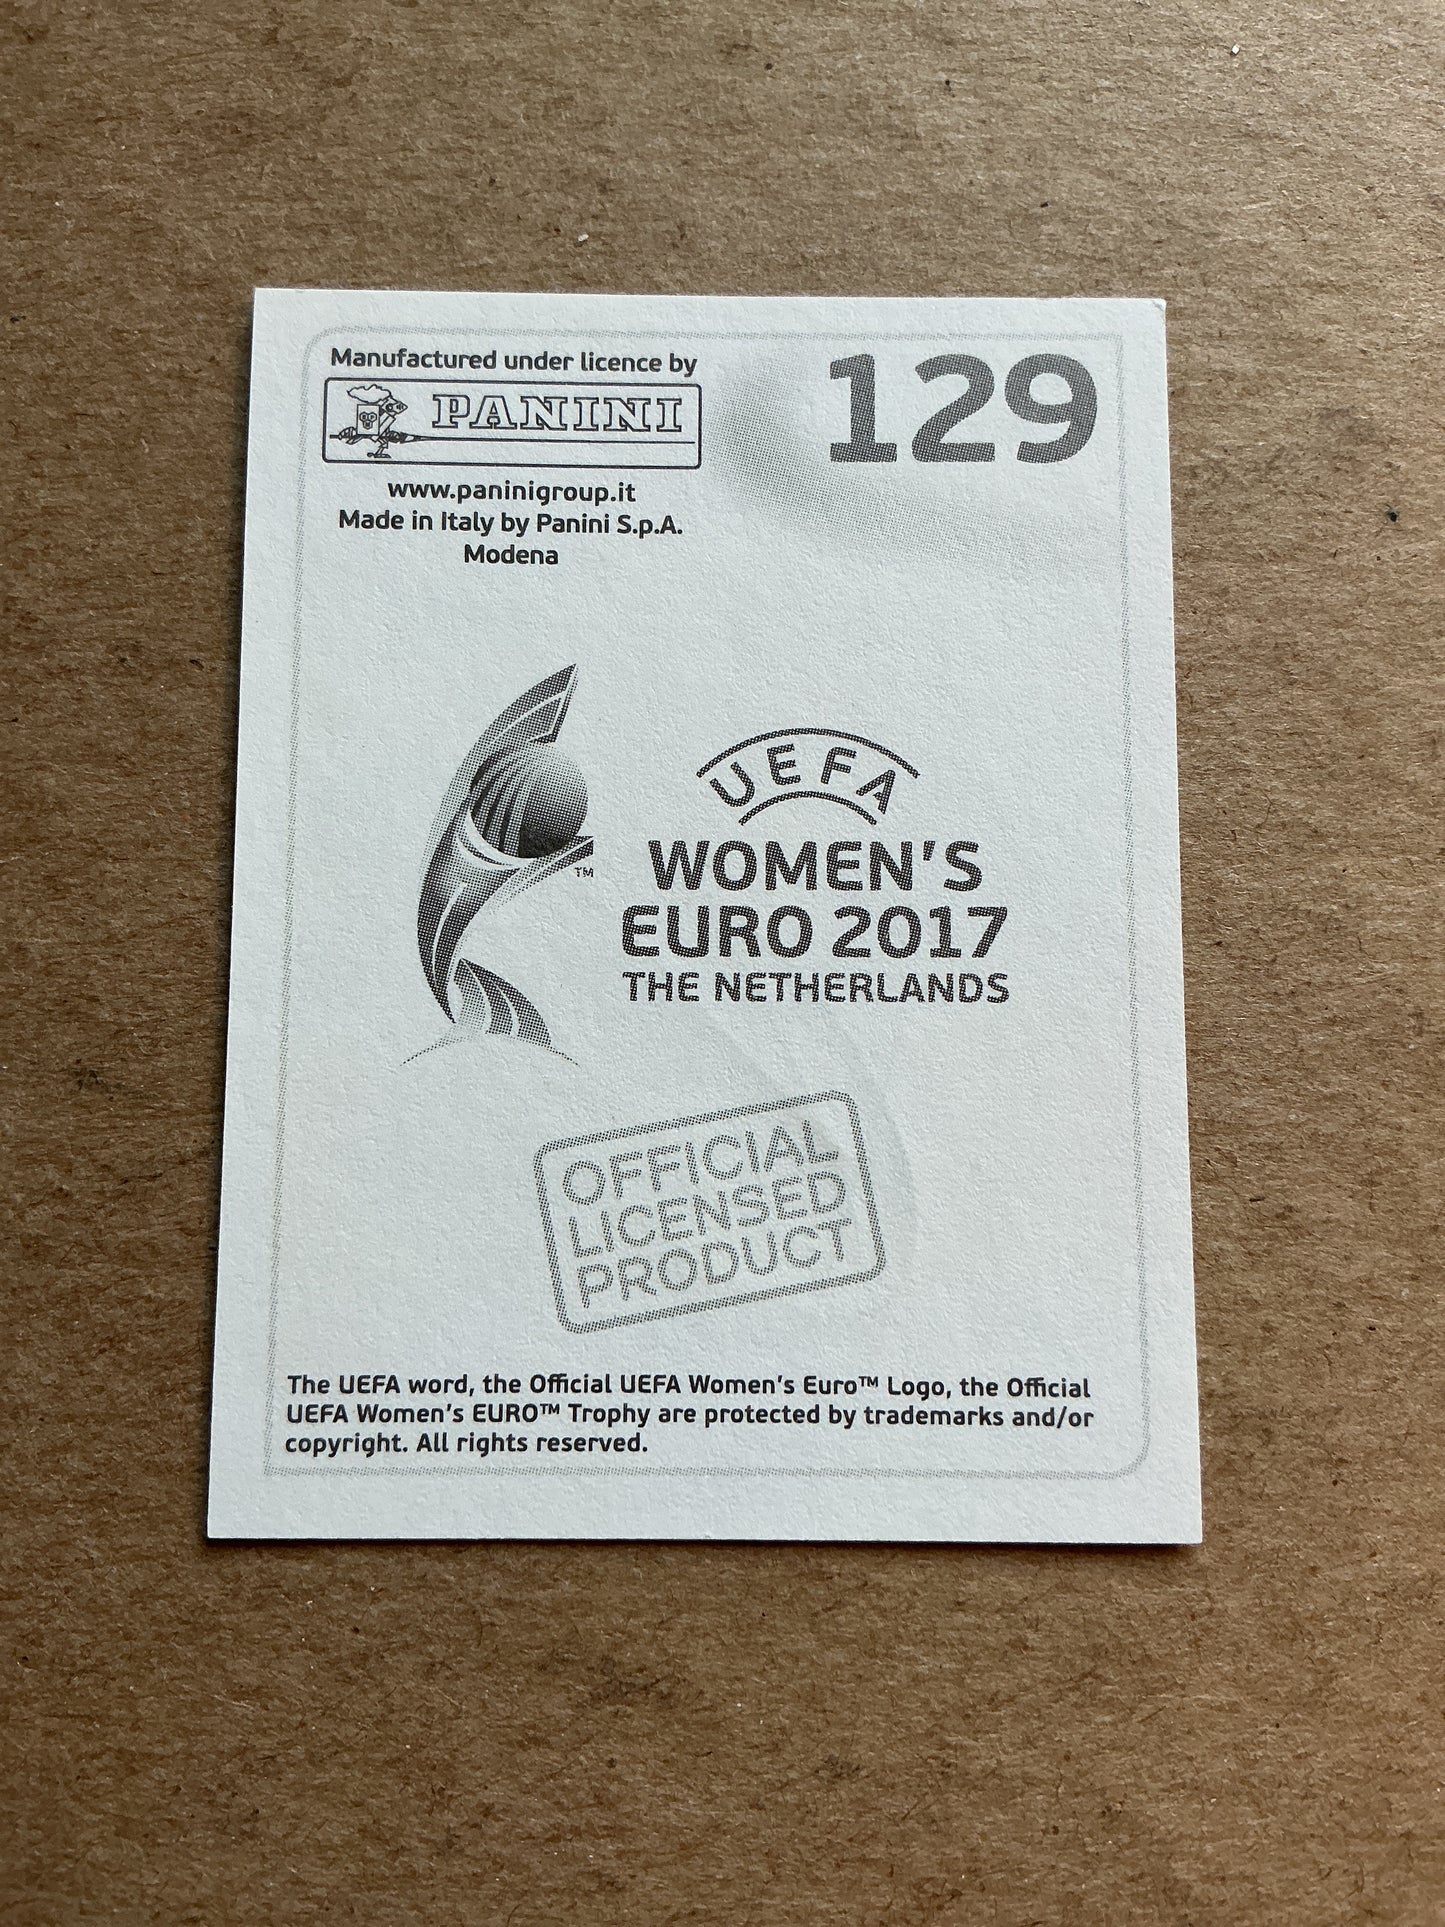 Manufactured under licence by
PANINI
www.paninigroup.it
Made in Italy by Panini S.p.A.
Modena
129
UEFA
WOMEN'S
EURO 2017
THE NETHERLANDS
TM
OFFICIAL
LICENSED
PRODUCT
The UEFA word, the Official UEFA Women's Euro™ Logo, the Official
UEFA Women's EURO™ Trophy are protected by trademarks and/or
copyright. All rights reserved.